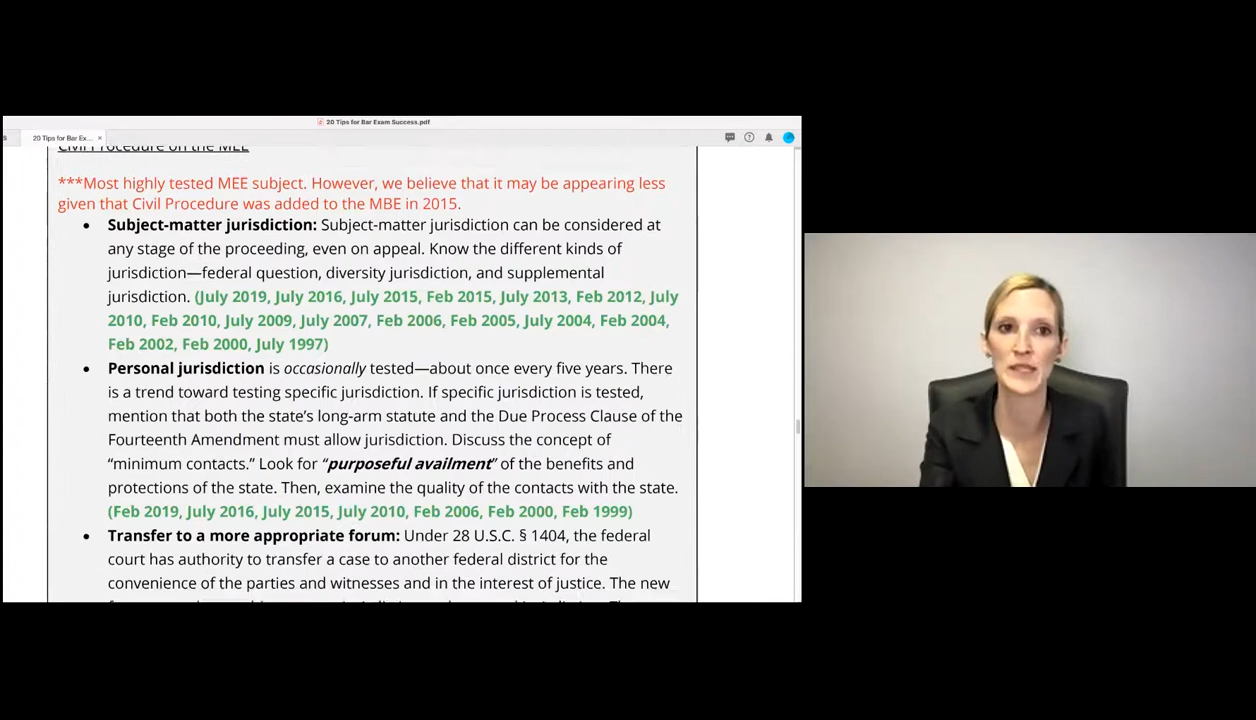 20 Tips for Bar Exam Success.pdf
s
20 Tips for Bar Ex... ×
Civil Procedure on the MEE
***Most highly tested MEE subject. However, we believe that it may be appearing less
given that Civil Procedure was added to the MBE in 2015.
• Subject-matter jurisdiction: Subject-matter jurisdiction can be considered at
any stage of the proceeding, even on appeal. Know the different kinds of
jurisdiction—federal question, diversity jurisdiction, and supplemental
jurisdiction. (July 2019, July 2016, July 2015, Feb 2015, July 2013, Feb 2012, July
2010, Feb 2010, July 2009, July 2007, Feb 2006, Feb 2005, July 2004, Feb 2004,
Feb 2002, Feb 2000, July 1997)
• Personal jurisdiction is occasionally tested—about once every five years. There
is a trend toward testing specific jurisdiction. If specific jurisdiction is tested,
mention that both the state's long-arm statute and the Due Process Clause of the
Fourteenth Amendment must allow jurisdiction. Discuss the concept of
“minimum contacts.” Look for “purposeful availment” of the benefits and
protections of the state. Then, examine the quality of the contacts with the state.
(Feb 2019, July 2016, July 2015, July 2010, Feb 2006, Feb 2000, Feb 1999)
• Transfer to a more appropriate forum: Under 28 U.S.C. § 1404, the federal
court has authority to transfer a case to another federal district for the
convenience of the parties and witnesses and in the interest of justice. The new